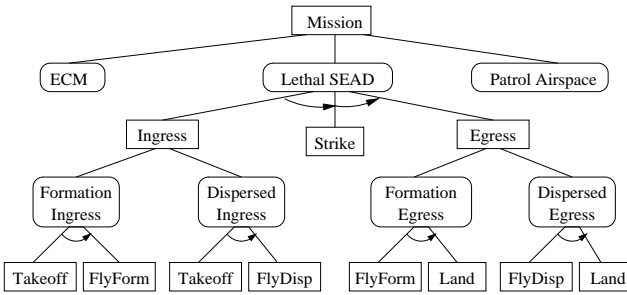 Mission
ECM
Lethal SEAD
Patrol Airspace
Ingress
Strike
Egress
Formation
Ingress
Dispersed
Ingress
Formation
Egress
Dispersed
Egress
Takeoff
FlyForm
Takeoff
FlyDisp
FlyForm
Land
FlyDisp
Land